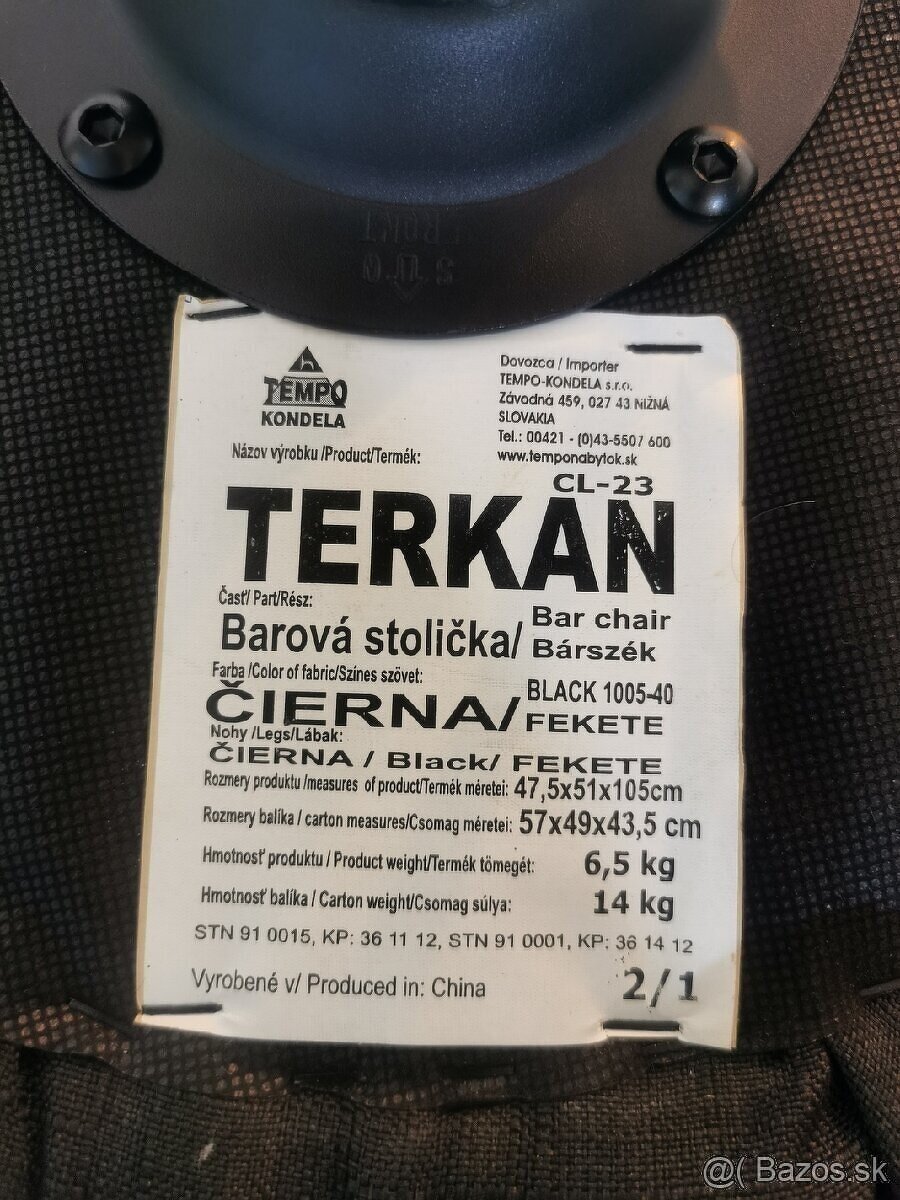 TEMPO
KONDELA
Dovozca / Importer
TEMPO-KONDELA s.r.o.
Závodná 459, 027 43 NIŽNÁ
SLOVAKIA
Tel.: 00421 - (0)43-5507 600
www.temponabytok.sk
Názov výrobku /Product/Termék:
CL-23
TERKAN
Časť/ Part/Rész:
Barová stolička/ Bar chair
Bárszék
Farba /Color of fabric/Színes szövet:
ČIERNA/ BLACK 1005-40
FEKETE
Nohy /Legs/Lábak:
ČIERNA / Black/ FEKETE
Rozmery produktu /measures of product/Termék méretei: 47,5x51x105cm
Rozmery balíka / carton measures/Csomag méretei: 57x49x43,5 cm
Hmotnosť produktu / Product weight/Termék tömegét: 6,5 kg
Hmotnosť balíka / Carton weight/Csomag súlya: 14 kg
STN 91 0015, KP: 36 11 12, STN 91 0001, KP: 36 14 12
Vyrobené v/ Produced in: China 2/1
@( Bazos.sk